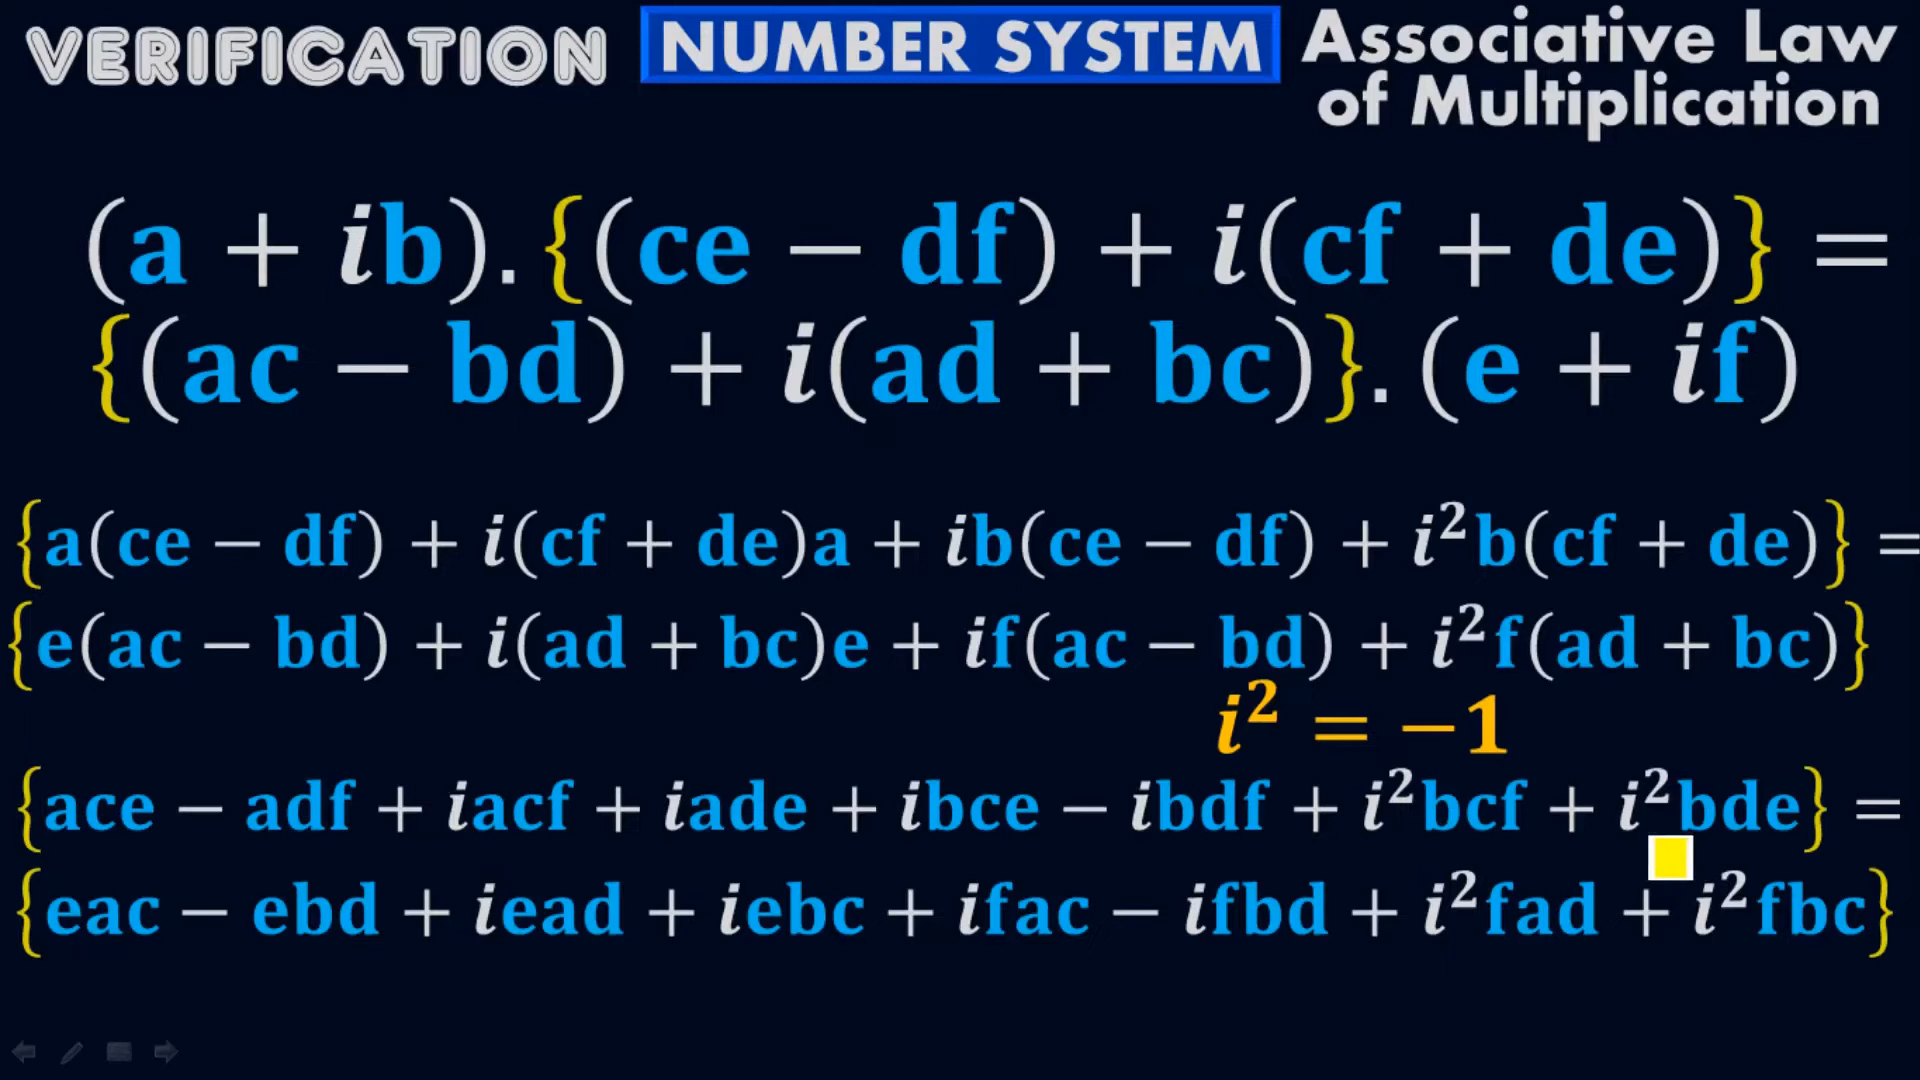 VERIFICATION
NUMBER SYSTEM
Associative Law
of Multiplication
(a + ib). {(ce − df) + i(cf + de)} =
{(ac − bd) + i(ad + bc)}. (e + if)
{a(ce − df) + i(cf + de)a + ib(ce − df) + i²b(cf + de)} =
{e(ac − bd) + i(ad + bc)e + if(ac − bd) + i²f(ad + bc)}
i² = −1
{ace − adf + iacf + iade + ibce − ibdf + i²bcf + i²bde} =
{eac − ebd + iead + iebc + ifac − ifbd + i²fad + i²fbc}